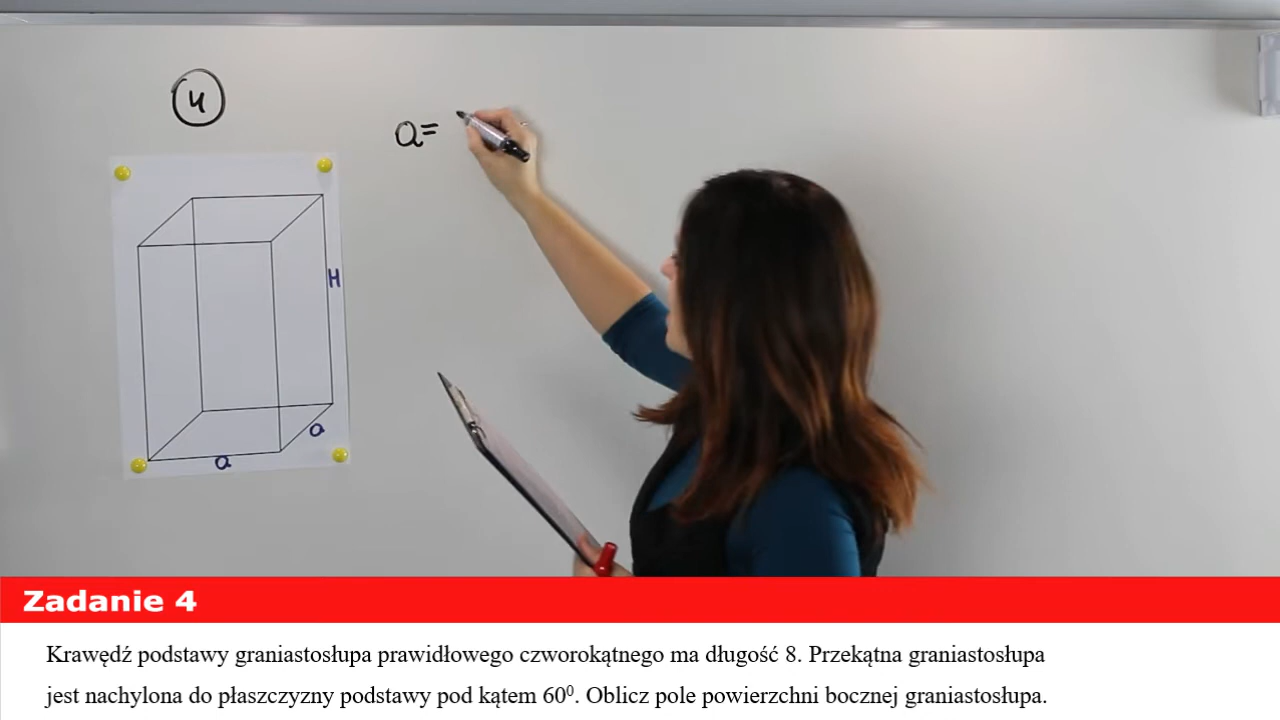 4
a=
H
a
a
Zadanie 4
Krawędź podstawy graniastosłupa prawidłowego czworokątnego ma długość 8. Przekątna graniastosłupa
jest nachylona do płaszczyzny podstawy pod kątem 60⁰. Oblicz pole powierzchni bocznej graniastosłupa.